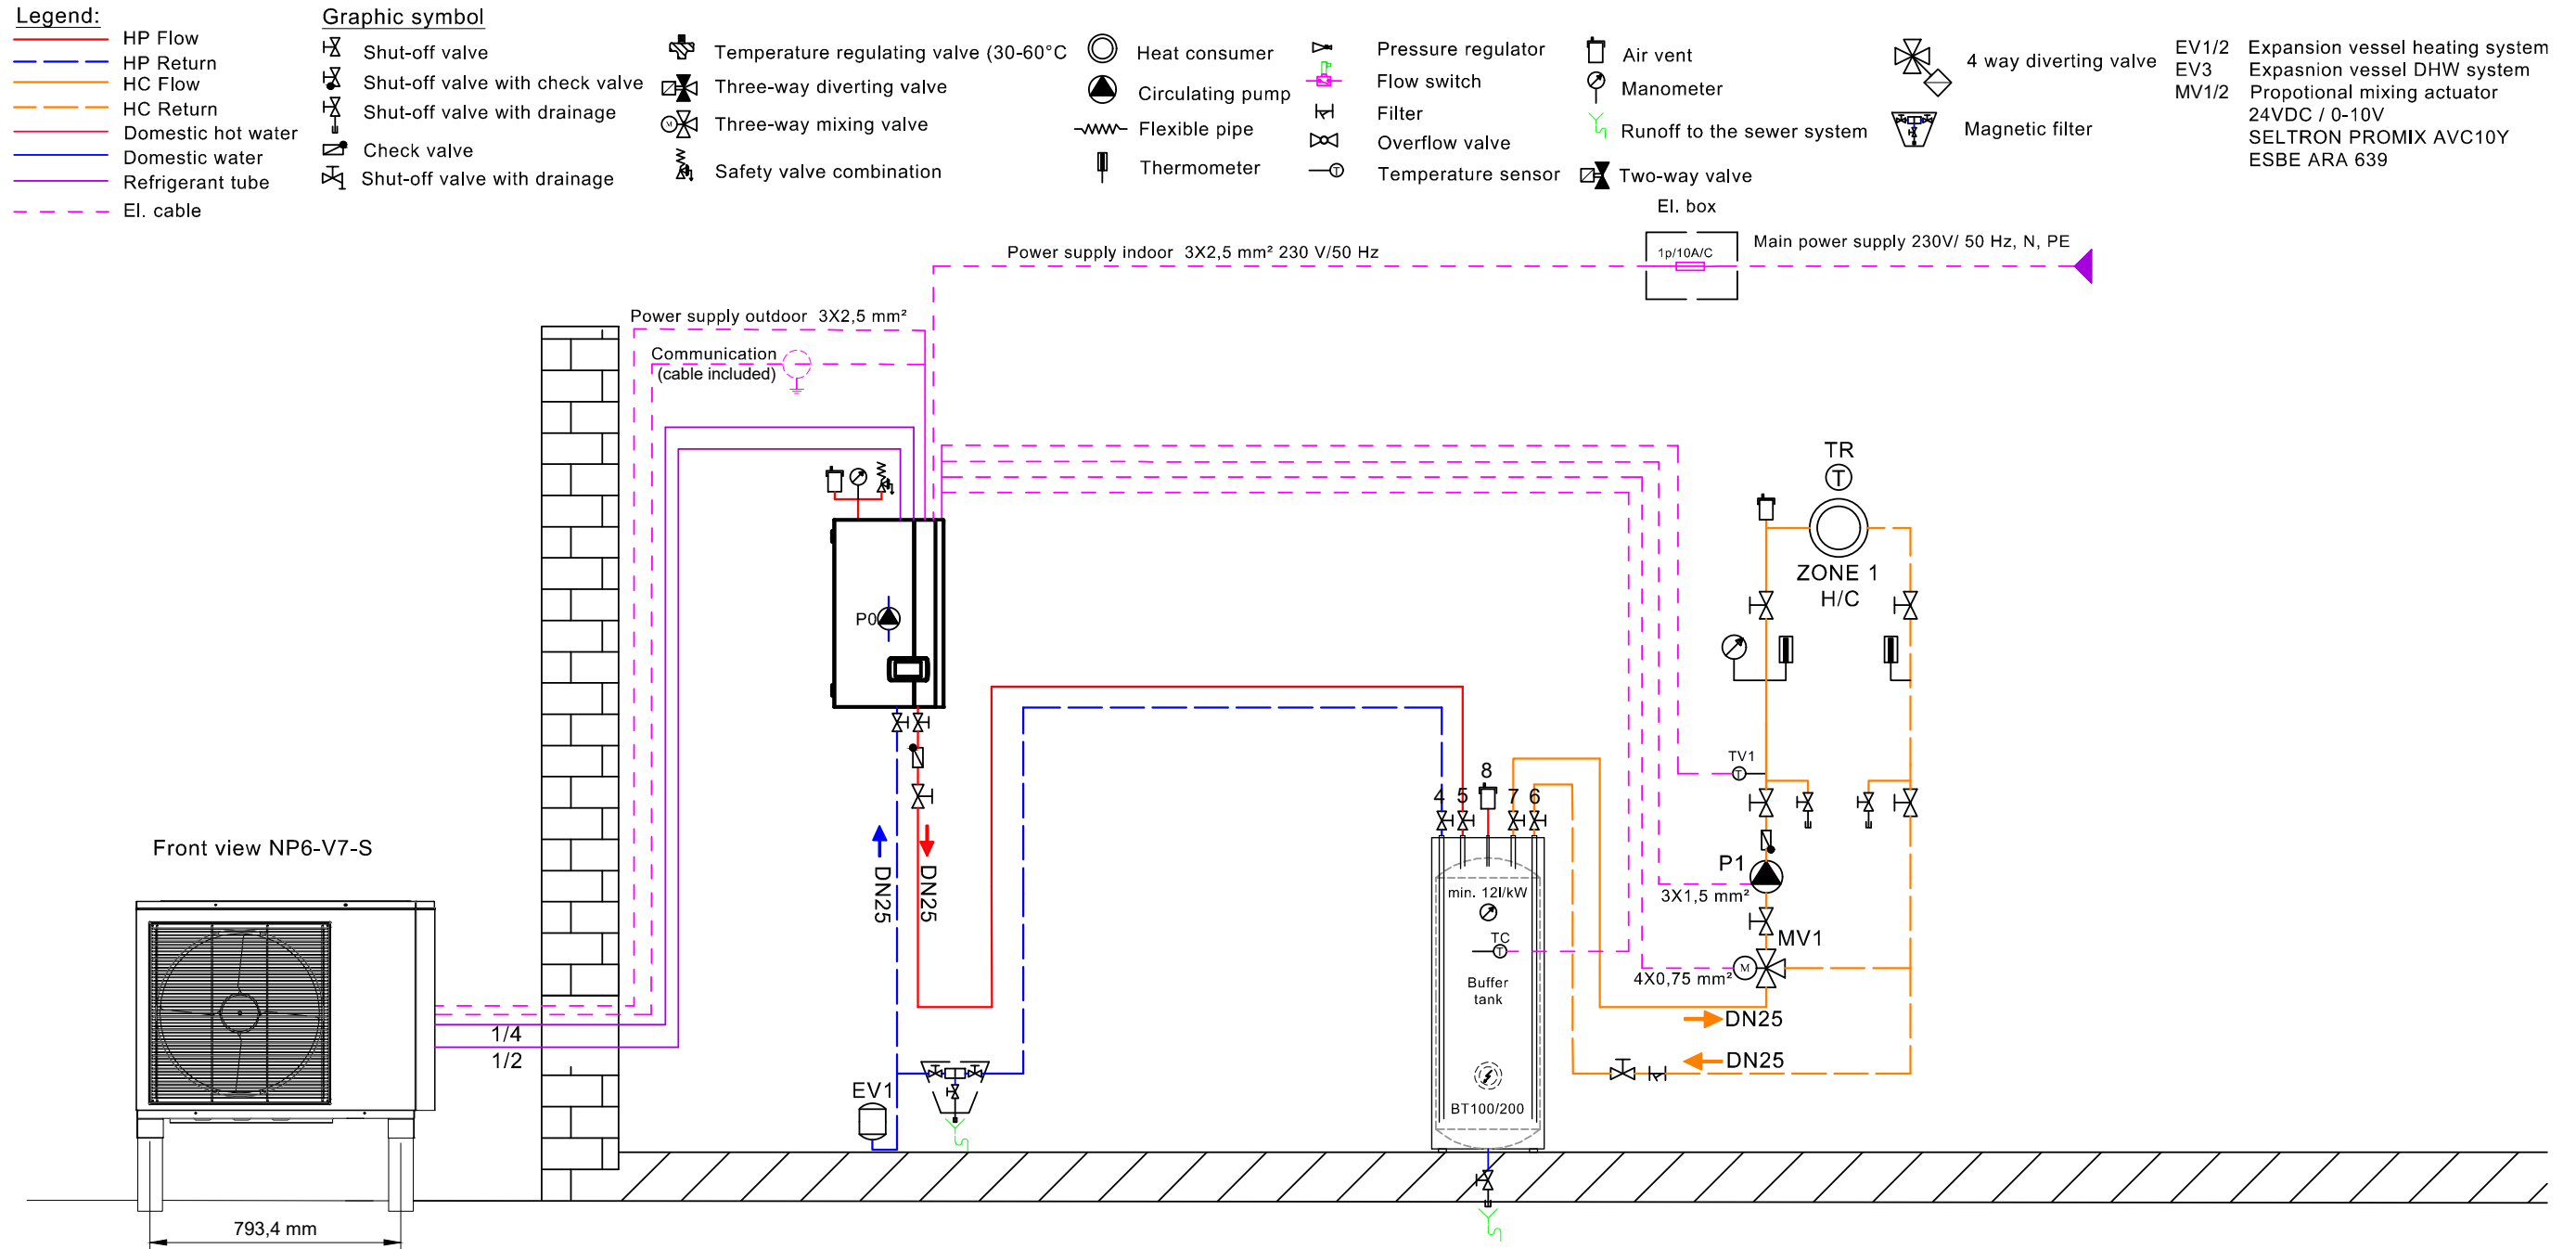 Legend:
HP Flow
HP Return
HC Flow
HC Return
Domestic hot water
Domestic water
Refrigerant tube
El. cable
Graphic symbol
Shut-off valve
Shut-off valve with check valve
Shut-off valve with drainage
Check valve
Shut-off valve with drainage
Temperature regulating valve (30-60°C
Three-way diverting valve
M
Three-way mixing valve
Safety valve combination
Heat consumer
Circulating pump
Flexible pipe
Thermometer
Pressure regulator
Flow switch
Filter
Overflow valve
T
Temperature sensor
Air vent
Manometer
Runoff to the sewer system
Two-way valve
4 way diverting valve
Magnetic filter
EV1/2 Expansion vessel heating system
EV3 Expasnion vessel DHW system
MV1/2 Propotional mixing actuator
24VDC / 0-10V
SELTRON PROMIX AVC10Y
ESBE ARA 639
El. box
1p/10A/C
Main power supply 230V/ 50 Hz, N, PE
Power supply indoor 3X2,5 mm² 230 V/50 Hz
Power supply outdoor 3X2,5 mm²
Communication
(cable included)
TR
T
ZONE 1
H/C
P0
TV1
T
8
4 5 7 6
P1
3X1,5 mm²
MV1
M
4X0,75 mm²
min. 12l/kW
TC
T
Buffer
tank
BT100/200
DN25
DN25
DN25
DN25
EV1
Front view NP6-V7-S
1/4
1/2
793,4 mm